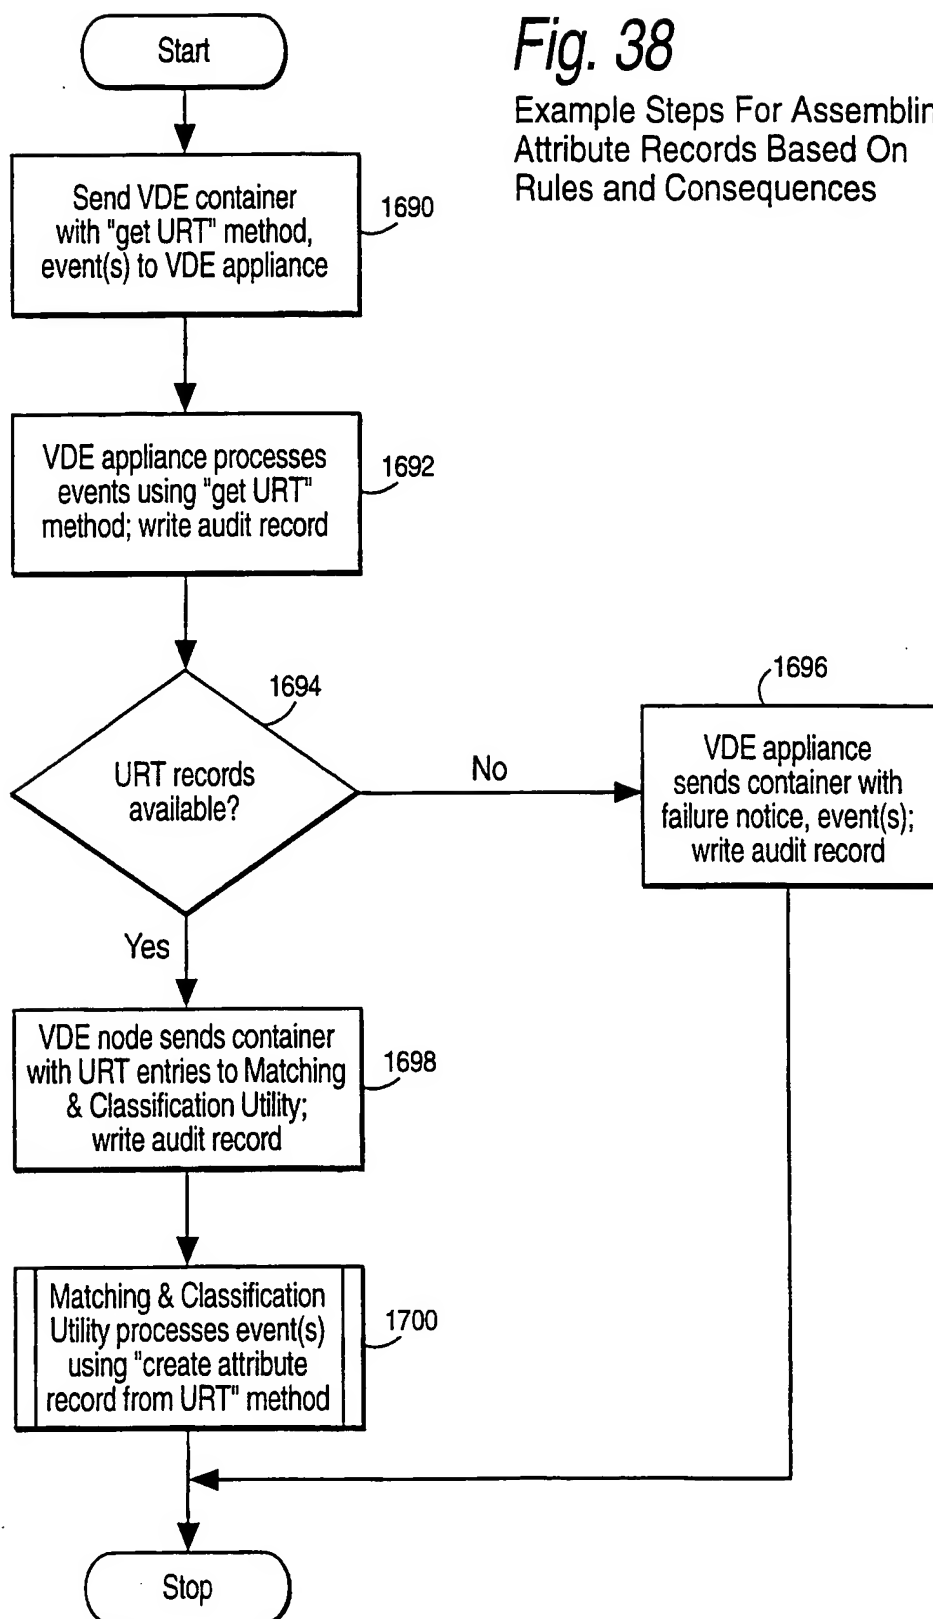 Start
Fig. 38
Example Steps For Assemblin
Attribute Records Based On
Rules and Consequences
Send VDE container
with "get URT" method,
event(s) to VDE appliance
1690
VDE appliance processes
events using "get URT"
method; write audit record
1692
URT records
available?
1694
No
1696
VDE appliance
sends container with
failure notice, event(s);
write audit record
Yes
VDE node sends container
with URT entries to Matching
& Classification Utility;
write audit record
1698
Matching & Classification
Utility processes event(s)
using "create attribute
record from URT" method
1700
Stop